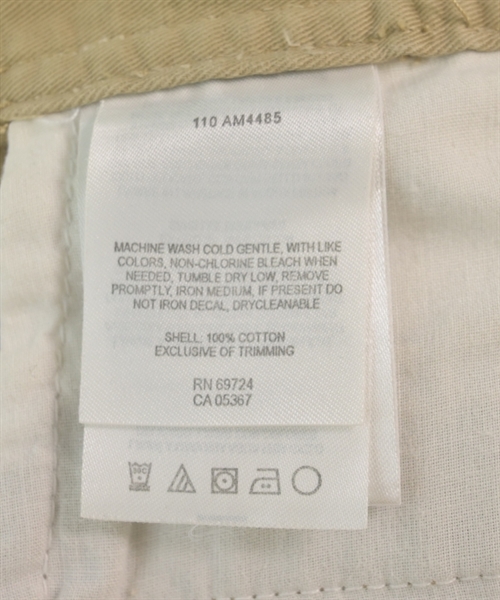 110 AM4485
MACHINE WASH COLD GENTLE, WITH LIKE
COLORS, NON-CHLORINE BLEACH WHEN
NEEDED, TUMBLE DRY LOW, REMOVE
PROMPTLY, IRON MEDIUM, IF PRESENT DO
NOT IRON DECAL, DRYCLEANABLE
SHELL: 100% COTTON
EXCLUSIVE OF TRIMMING
RN 69724
CA 05367